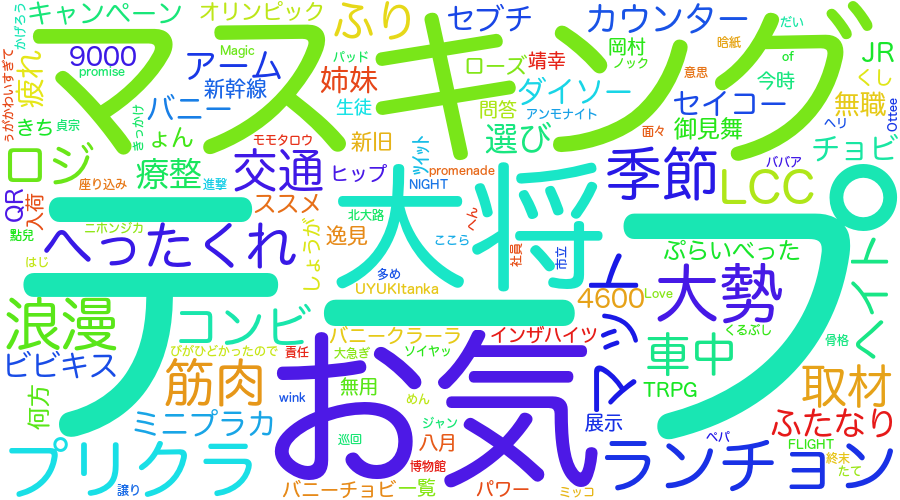 かげろう
キャンペーン
オリンピック
ふり
セブチ
カウンター
だい
マスキング
テープ
9000
promise
Magic
アーム
バッド
ローズ
岡村
ノック
靖幸
ダイソー
意思
of
今時
JR
くし
うがかわいすぎて
疲れ
新幹線
姉妹
生徒
問答
アンモナイト
セイコー
無職
Ottee
バニー
きっかけ
きち
貞宗
ょん
モモタロウ
新旧
選び
面々
御見舞
ヘリ
チョビ
ロジ
座り込み
療整
進撃
交通
ヒップ
ツイット
NIGHT
promenade
大将
季節
ババア
LCC
QR
入荷
點兒
ニホンジカ
ススメ
北大路
へん
はじ
へったくれ
しょうが
逸見
ここら
社員
市立
ぷらいべった
多め
UYUKItanka
4600
大勢
Love
くるぶし
ヘイト
浪漫
コンビ
バニークラーラ
インザハイツ
マット
車中
骨格
びがひどかったので
責任
大急ぎ
ソイヤッ
ビビキス
筋肉
無用
お気
めん
wink
TRPG
取材
何方
ミニプラカ
ジャン
展示
ふたなり
巡回
八月
ペパ
FLIGHT
プリクラ
博物館
ランチョン
終末
たて
譲り
バニーチョビ
一覧
パワー
ミッコ